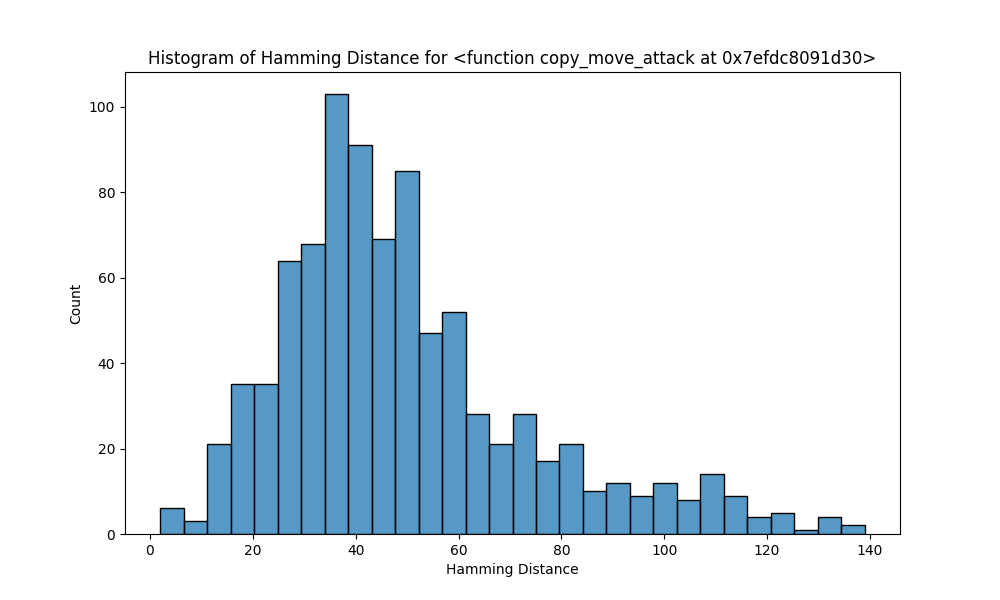 Histogram of Hamming Distance for <function copy_move_attack at 0x7efdc8091d30>
100
80
60
40
20
0
Count
0 20 40 60 80 100 120 140
Hamming Distance